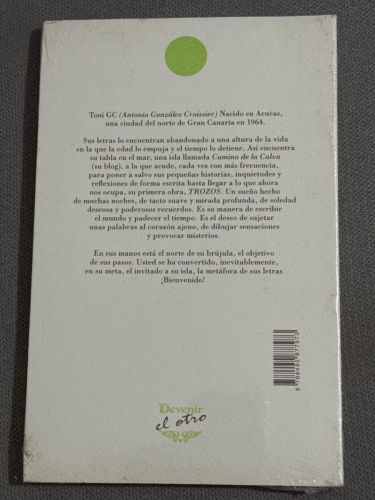 Toni GC (Antonio González Croissier) Nacido en Arucas,
una ciudad del norte de Gran Canaria en 1964.
Sus letras lo encuentran abandonado a una altura de la vida
en la que la edad lo empuja y el tiempo lo detiene. Así encuentra
su tabla en el mar, una isla llamada Camino de la Calva
(su blog), a la que acude, cada vez con más frecuencia,
para poner a salvo sus pequeñas historias, inquietudes y
reflexiones de forma escrita hasta llegar a lo que ahora
nos ocupa, su primera obra, TROZOS: Un sueño hecho
de muchas noches, de tacto suave y mirada profunda, de soledad
deseosa y poderosos recuerdos. Es su manera de escribir
el mundo y padecer el tiempo. Es el deseo de sujetar
unas palabras al corazón ajeno, de dibujar sensaciones
y provocar misterios.
En sus manos está el norte de su brújula, el objetivo
de sus pasos. Usted se ha convertido, inevitablemente,
en su meta, el invitado a su isla, la metáfora de sus letras
¡Bienvenido!
9 788492 877973
Devenir
el otro